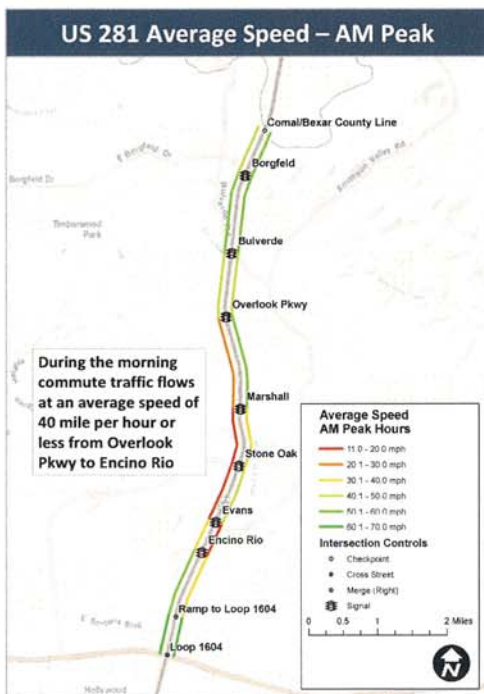 US 281 Average Speed – AM Peak
Comal/Bexar County Line
E Borgfeld Dr
Borgfeld
Borgfeld Dr
Timberwood
Park
Bulverde
Overlook Pkwy
During the morning
commute traffic flows
at an average speed of
40 mile per hour or
less from Overlook
Pkwy to Encino Rio
Marshall
Stone Oak
Evans
Encino Rio
Ramp to Loop 1604
Loop 1604
Hollywood
Average Speed
AM Peak Hours
11.0 - 20.0 mph
20.1 - 30.0 mph
30.1 - 40.0 mph
40.1 - 50.0 mph
50.1 - 60.0 mph
60.1 - 70.0 mph
Intersection Controls
Checkpoint
Cross Street
Merge (Right)
Signal
0 0.5 1 2 Miles
N